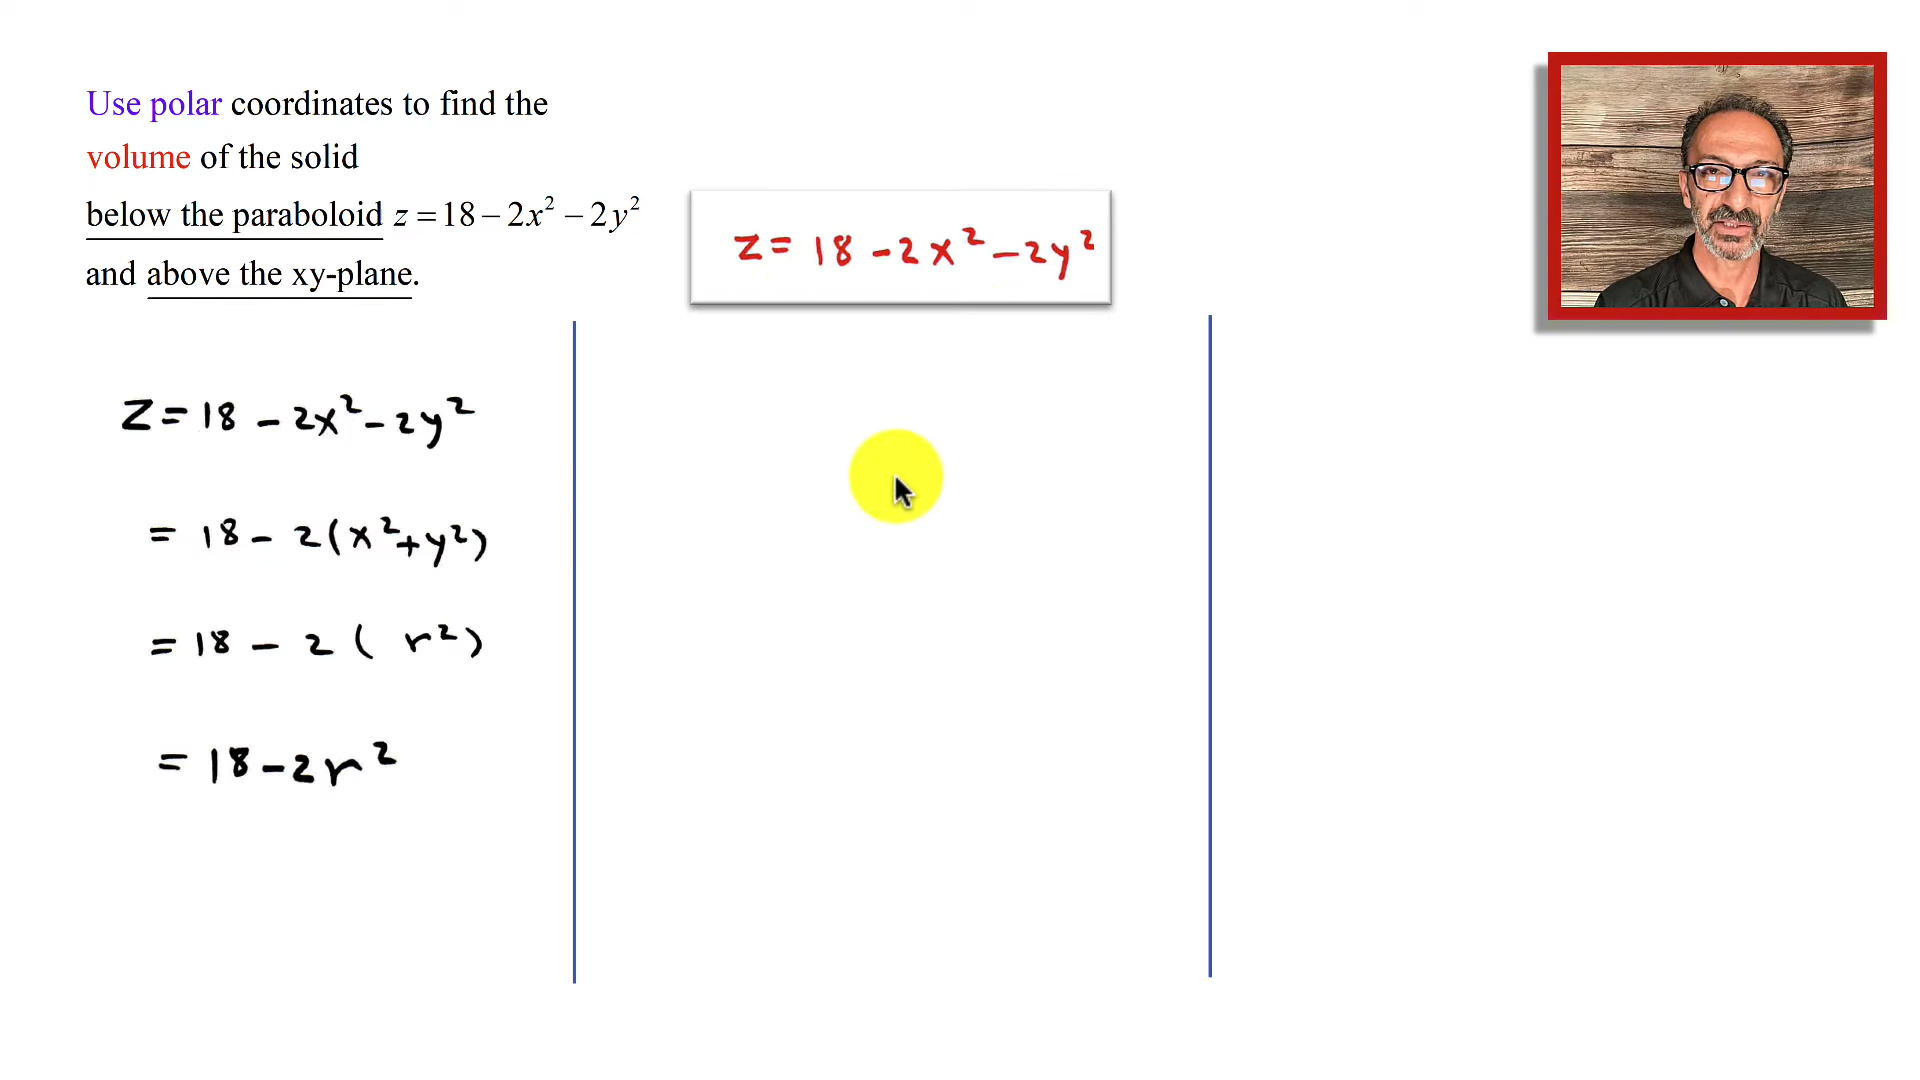 Use polar coordinates to find the
volume of the solid
below the paraboloid z = 18 − 2x² − 2y²
and above the xy-plane.
z = 18 − 2x² − 2y²
z = 18 − 2x² − 2y²
= 18 − 2(x² + y²)
= 18 − 2( r²)
= 18 − 2r²